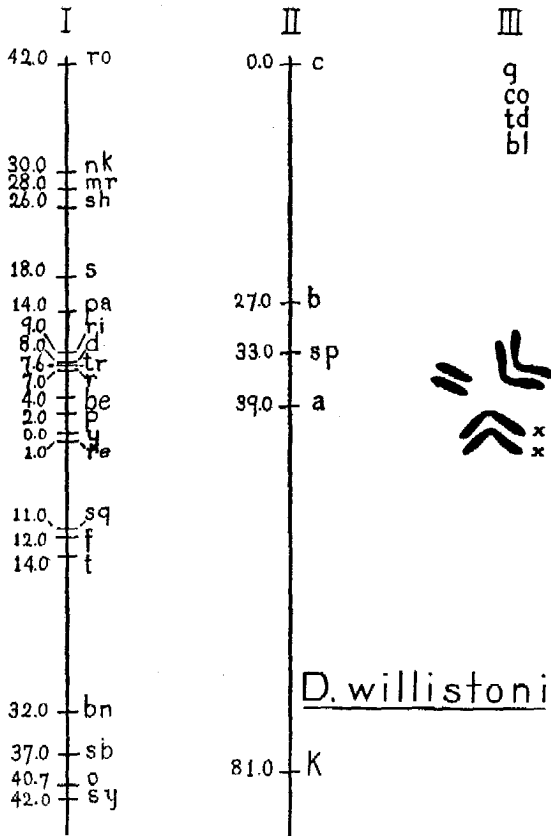 I
42.0 ro
30.0 nk
28.0 mr
26.0 sh
18.0 s
14.0 pa
9.0 ri
8.0 d
7.6 tr
7.0 r
4.0 be
2.0 p
0.0 y
1.0 re
11.0 sq
12.0 f
14.0 t
32.0 bn
37.0 sb
40.7 o
42.0 sy
II
0.0 c
27.0 b
33.0 sp
39.0 a
81.0 K
III
g
co
td
bl
x
x
D. willistoni